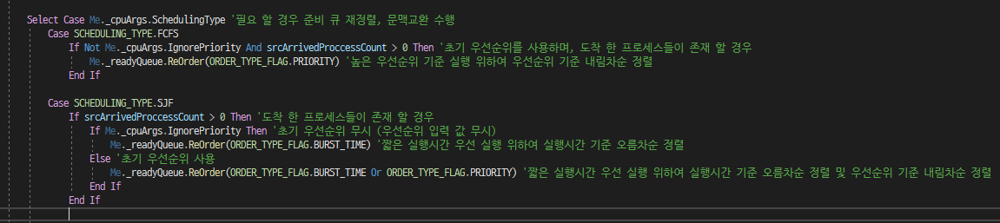 Select Case Me._cpuArgs.SchedulingType '필요 할 경우 준비 큐 재정렬, 문맥교환 수행
Case SCHEDULING_TYPE.FCFS
If Not Me._cpuArgs.IgnorePriority And srcArrivedProccessCount > 0 Then '초기 우선순위를 사용하며, 도착 한 프로세스들이 존재 할 경우
Me._readyQueue.ReOrder(ORDER_TYPE_FLAG.PRIORITY) '높은 우선순위 기준 실행 위하여 우선순위 기준 내림차순 정렬
End If
Case SCHEDULING_TYPE.SJF
If srcArrivedProccessCount > 0 Then '도착 한 프로세스들이 존재 할 경우
If Me._cpuArgs.IgnorePriority Then '초기 우선순위 무시 (우선순위 입력 값 무시)
Me._readyQueue.ReOrder(ORDER_TYPE_FLAG.BURST_TIME) '짧은 실행시간 우선 실행 위하여 실행시간 기준 오름차순 정렬
Else '초기 우선순위 사용
Me._readyQueue.ReOrder(ORDER_TYPE_FLAG.BURST_TIME Or ORDER_TYPE_FLAG.PRIORITY) '짧은 실행시간 우선 실행 위하여 실행시간 기준 오름차순 정렬 및 우선순위 기준 내림차순 정렬
End If
End If